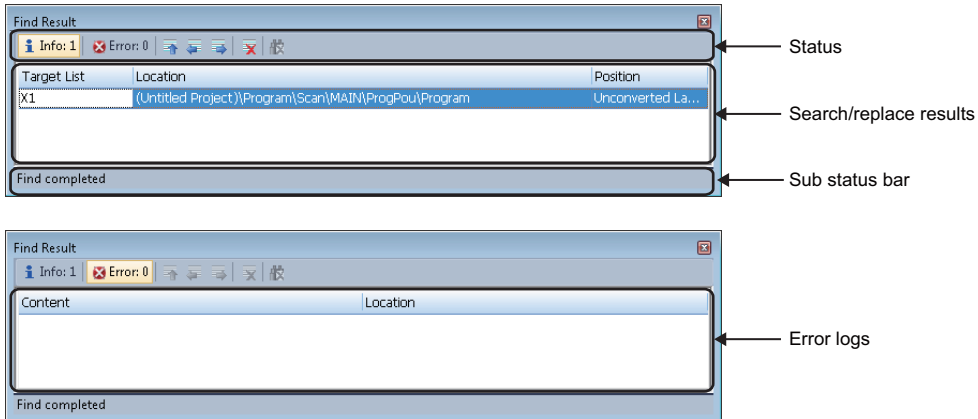 Find Result
Info: 1 Error: 0
Status
Target List Location Position
X1 (Untitled Project)\Program\Scan\MAIN\ProgPou\Program Unconverted La...
Search/replace results
Find completed
Sub status bar
Find Result
Info: 1 Error: 0
Content Location
Error logs
Find completed